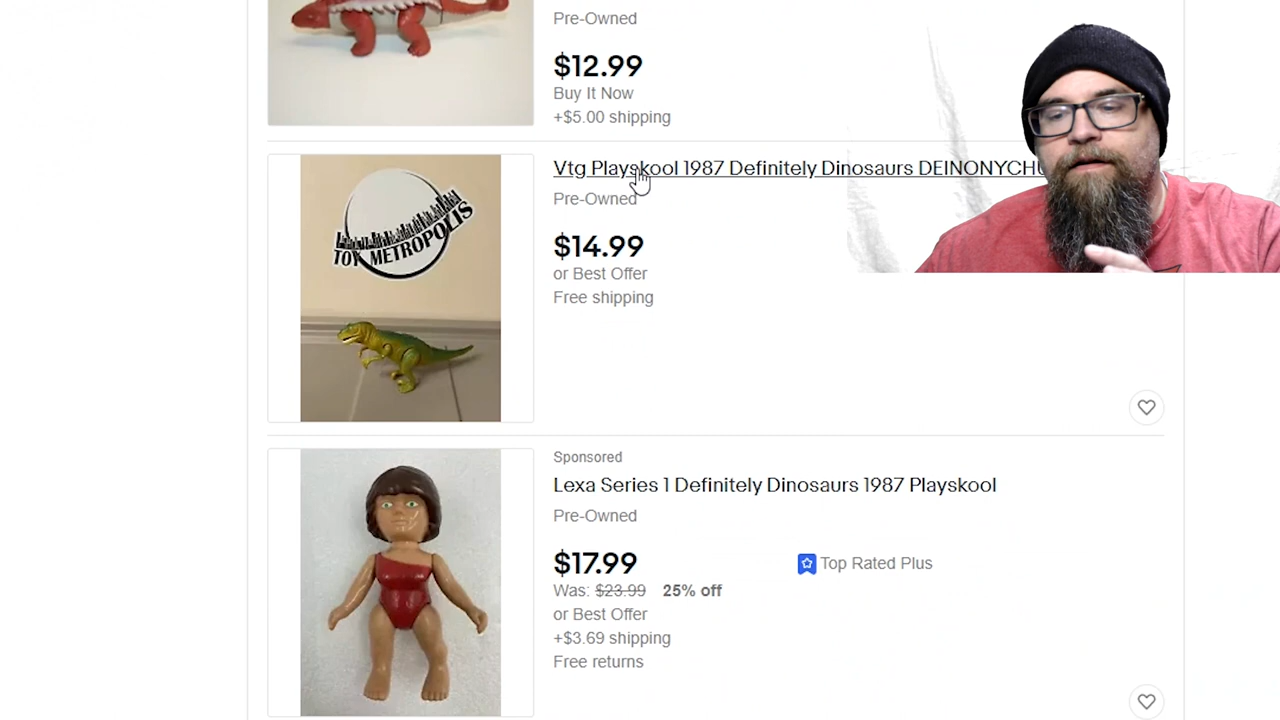 Pre-Owned
$12.99
Buy It Now
+$5.00 shipping
Vtg Playskool 1987 Definitely Dinosaurs
Pre-Owned
$14.99
or Best Offer
Free shipping
TOY METROPOLIS
Sponsored
Lexa Series 1 Definitely Dinosaurs 1987 Playskool
Pre-Owned
$17.99
Top Rated Plus
Was: $23.99 25% off
or Best Offer
+$3.69 shipping
Free returns